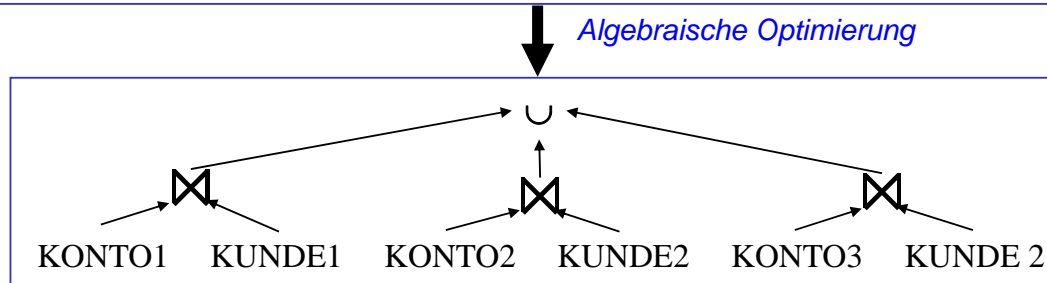 Algebraische Optimierung
∪
⋈ ⋈ ⋈
KONTO1 KUNDE1 KONTO2 KUNDE2 KONTO3 KUNDE 2